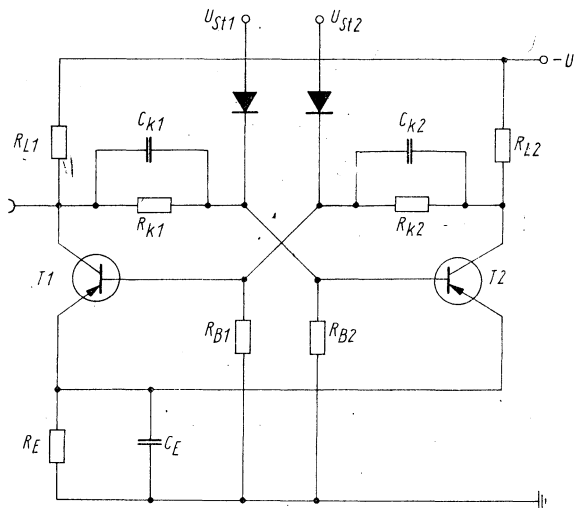 U_St1
U_St2
-U
R_L1
C_k1
C_k2
R_L2
R_k1
R_k2
T1
T2
R_B1
R_B2
R_E
C_E